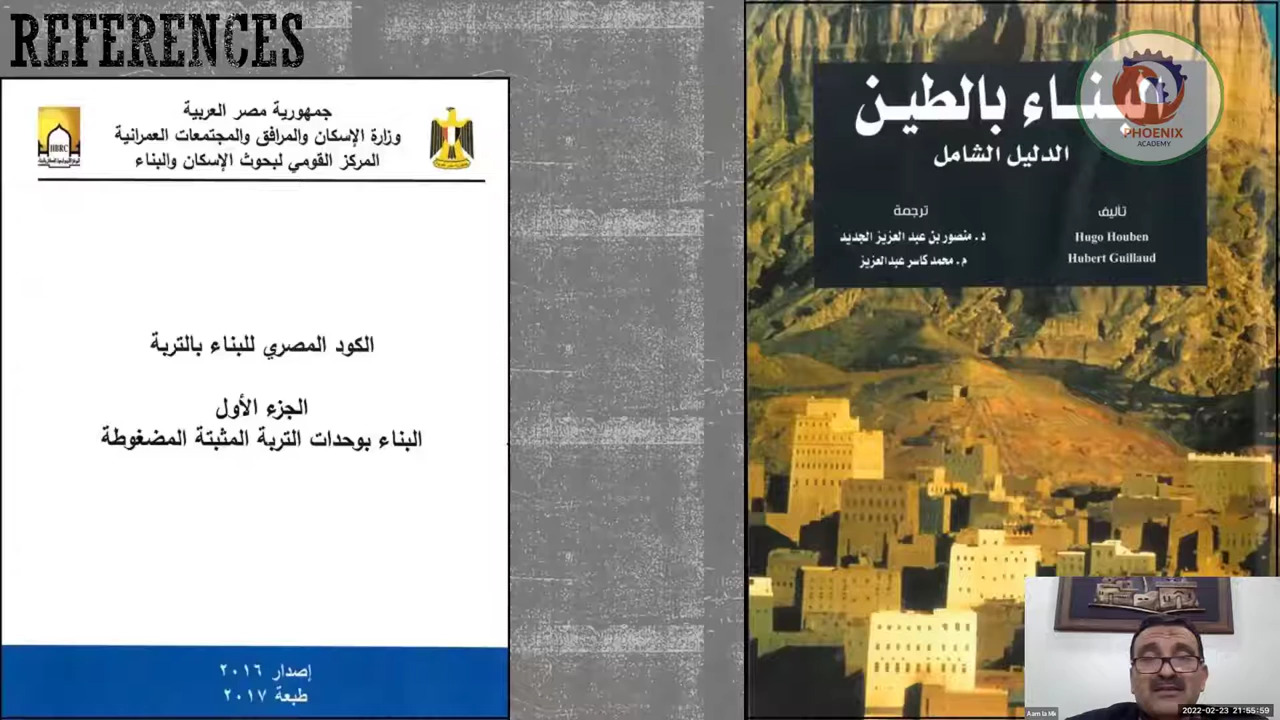 REFERENCES
جمهورية مصر العربية
وزارة الإسكان والمرافق والمجتمعات العمرانية
المركز القومي لبحوث الإسكان والبناء
HBRC
الكود المصري للبناء بالتربة
الجزء الأول
البناء بوحدات التربة المثبتة المضغوطة
إصدار ٢٠١٦
طبعة ٢٠١٧
بالطين
الدليل الشامل
PHOENIX
ACADEMY
تأليف
Hugo Houben
Hubert Guillaud
ترجمة
د. منصور بن عبد العزيز الجديد
م. محمد كاسر عبدالعزيز
2022-02-23 21:55:59